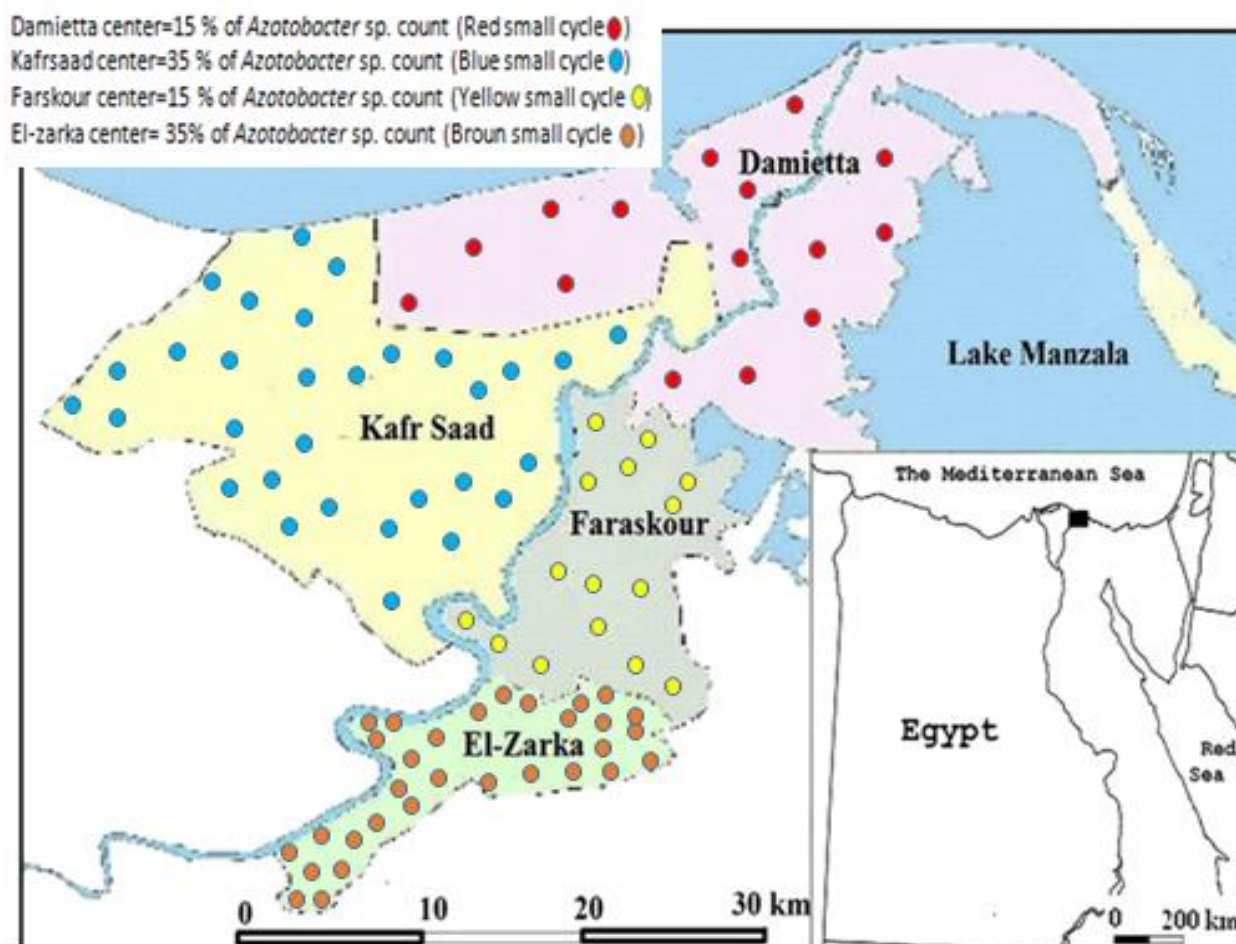 Damietta center=15 % of Azotobacter sp. count (Red small cycle)
Kafrsaad center=35 % of Azotobacter sp. count (Blue small cycle)
Farskour center=15 % of Azotobacter sp. count (Yellow small cycle)
El-zarka center= 35% of Azotobacter sp. count (Broun small cycle)
Damietta
Lake Manzala
Kafr Saad
The Mediterranean Sea
Faraskour
Egypt
Red
Sea
El-Zarka
0 10 20 30 km
0 200 km